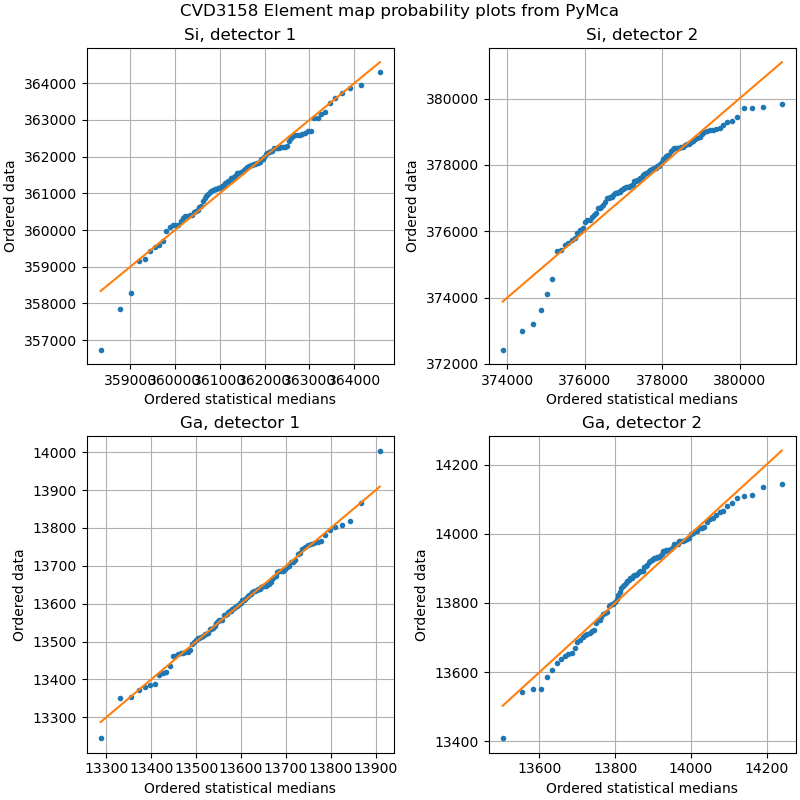 CVD3158 Element map probability plots from PyMca
Si, detector 1
Si, detector 2
364000
363000
362000
361000
360000
359000
358000
357000
Ordered data
359000 360000 361000 362000 363000 364000
Ordered statistical medians
380000
378000
376000
374000
372000
Ordered data
374000 376000 378000 380000
Ordered statistical medians
Ga, detector 1
Ga, detector 2
14000
13900
13800
13700
13600
13500
13400
13300
Ordered data
13300 13400 13500 13600 13700 13800 13900
Ordered statistical medians
14200
14000
13800
13600
13400
Ordered data
13600 13800 14000 14200
Ordered statistical medians